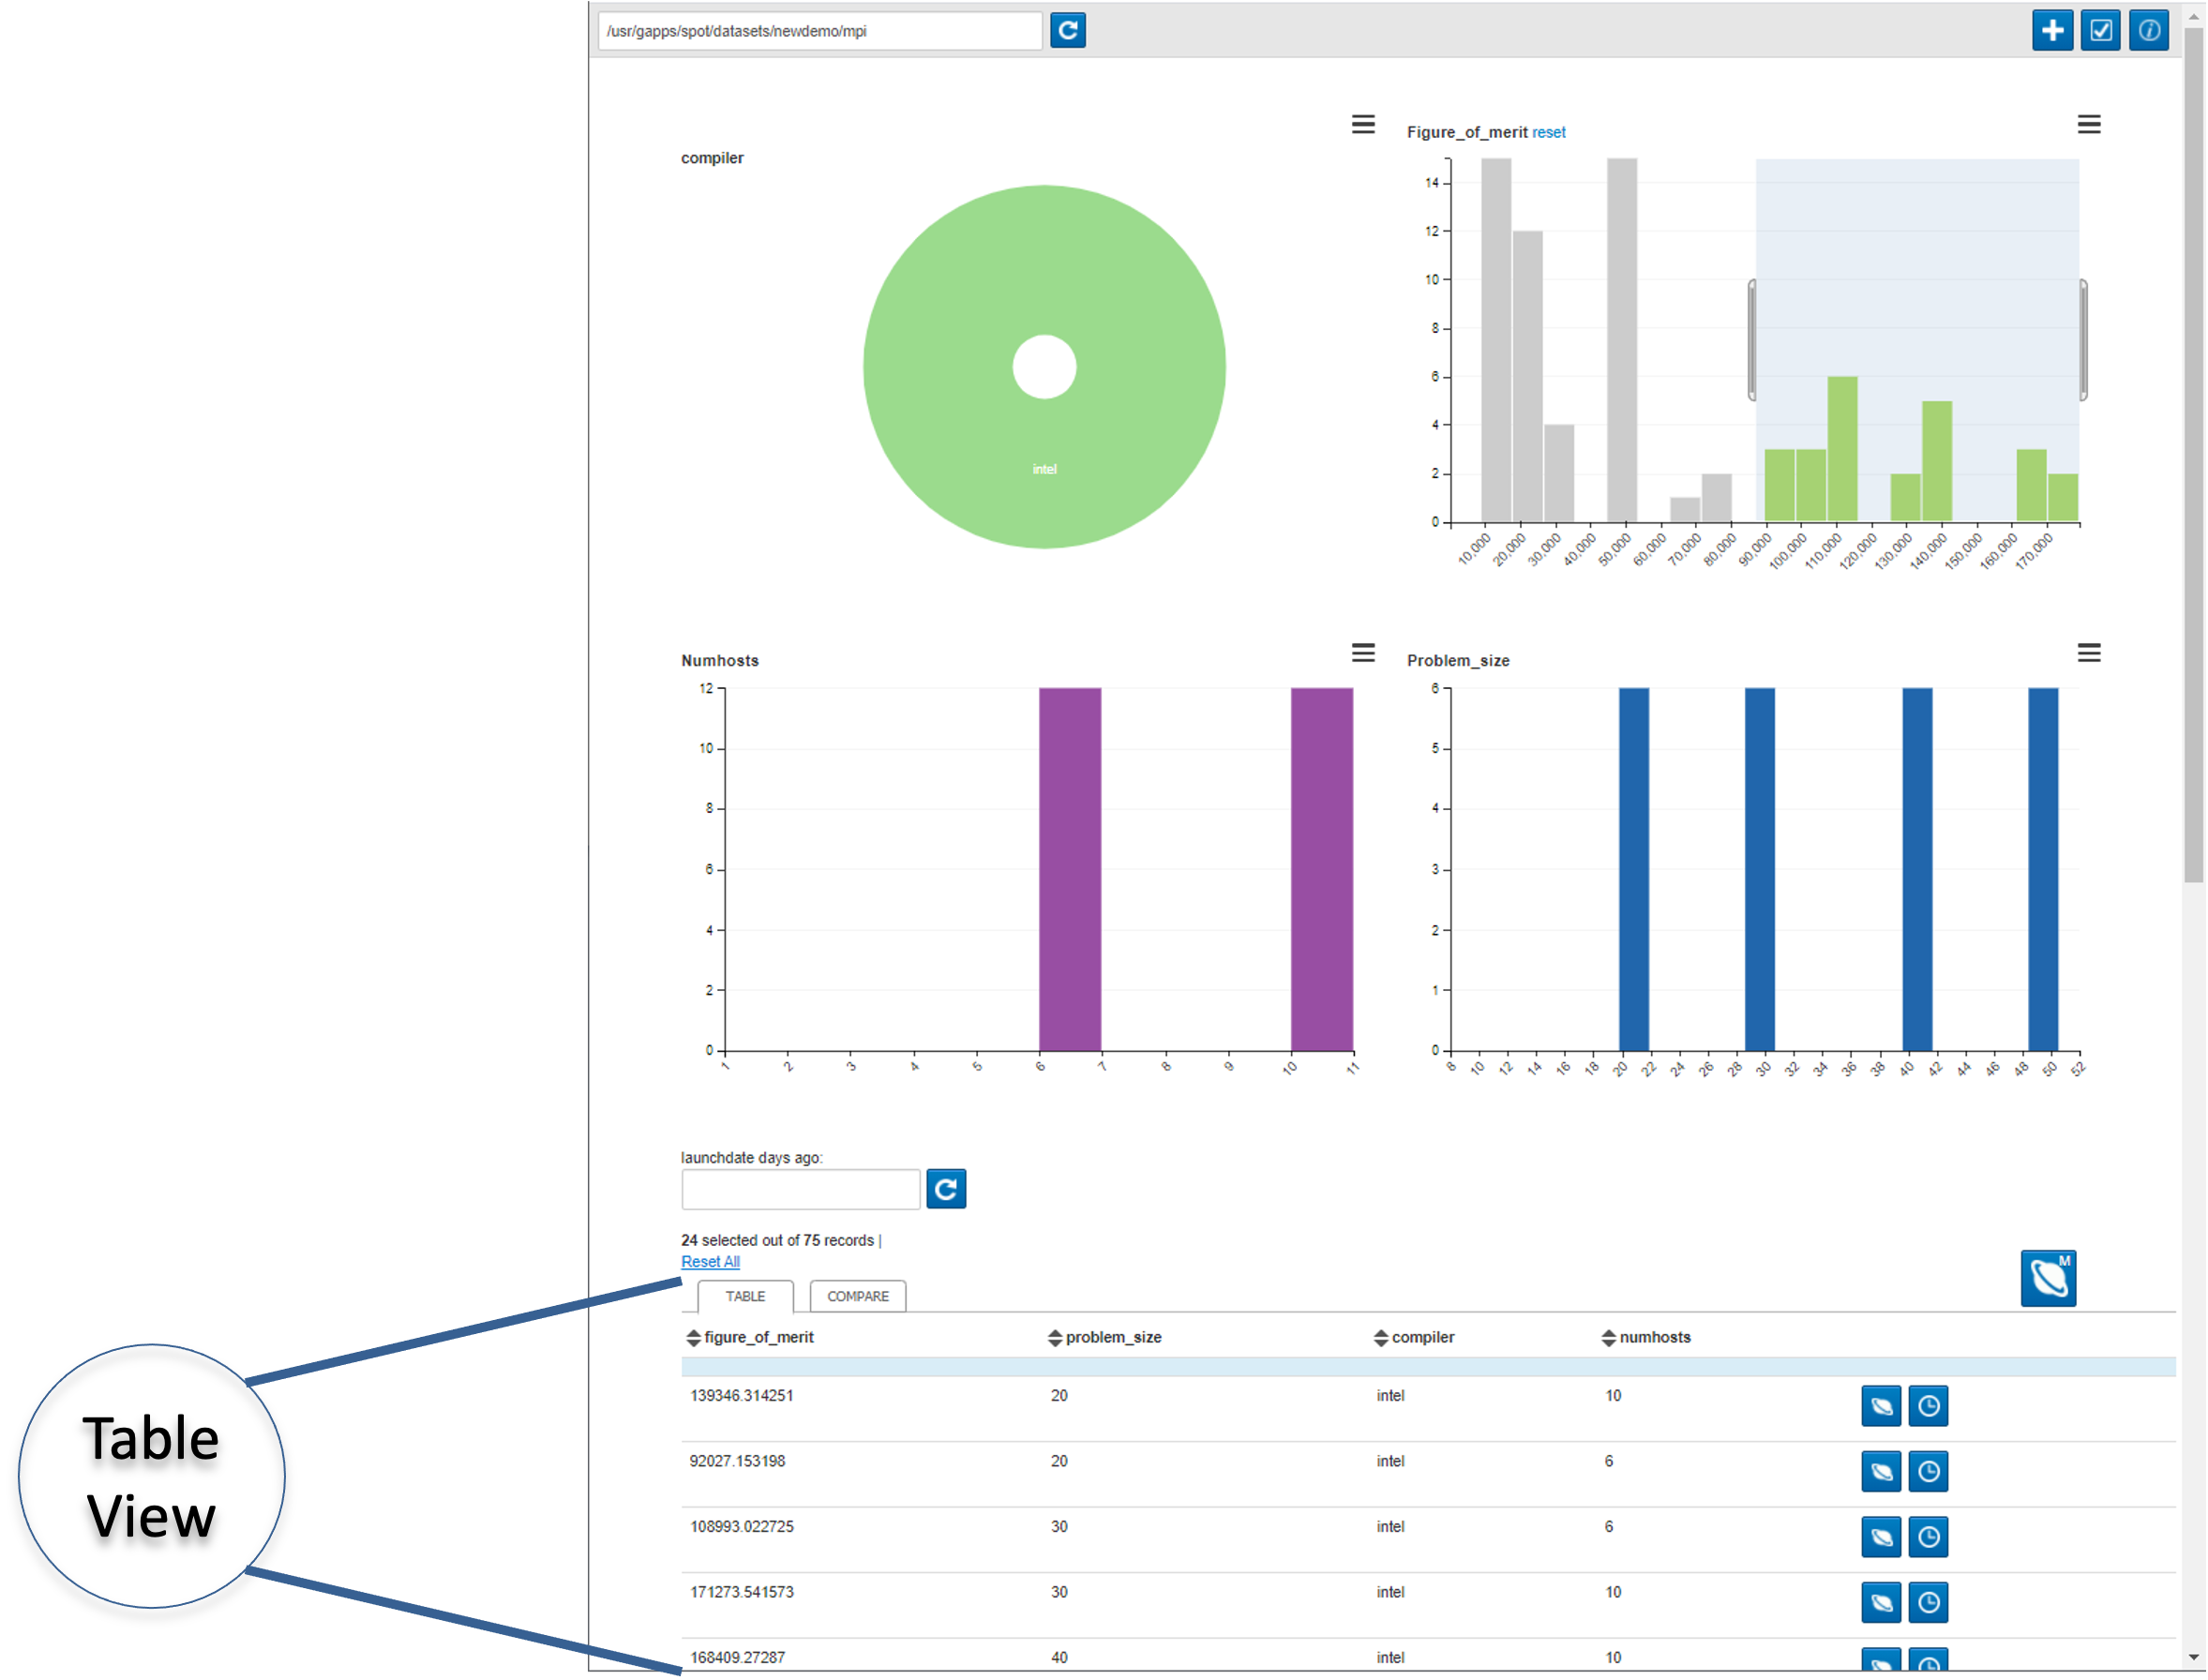 /usr/gapps/spot/datasets/newdemo/mpi
compiler
intel
Figure_of_merit reset
14
12
10
8
6
4
2
0
10,000 20,000 30,000 40,000 50,000 60,000 70,000 80,000 90,000 100,000 110,000 120,000 130,000 140,000 150,000 160,000 170,000
Numhosts
12
10
8
6
4
2
0
1 2 3 4 5 6 7 8 9 10 11
Problem_size
6
5
4
3
2
1
0
8 10 12 14 16 18 20 22 24 26 28 30 32 34 36 38 40 42 44 46 48 50 52
launchdate days ago:
24 selected out of 75 records |
Reset All
M
TABLE COMPARE
figure_of_merit problem_size compiler numhosts
139346.314251 20 intel 10
92027.153198 20 intel 6
108993.022725 30 intel 6
171273.541573 30 intel 10
168409.27287 40 intel 10
Table
View